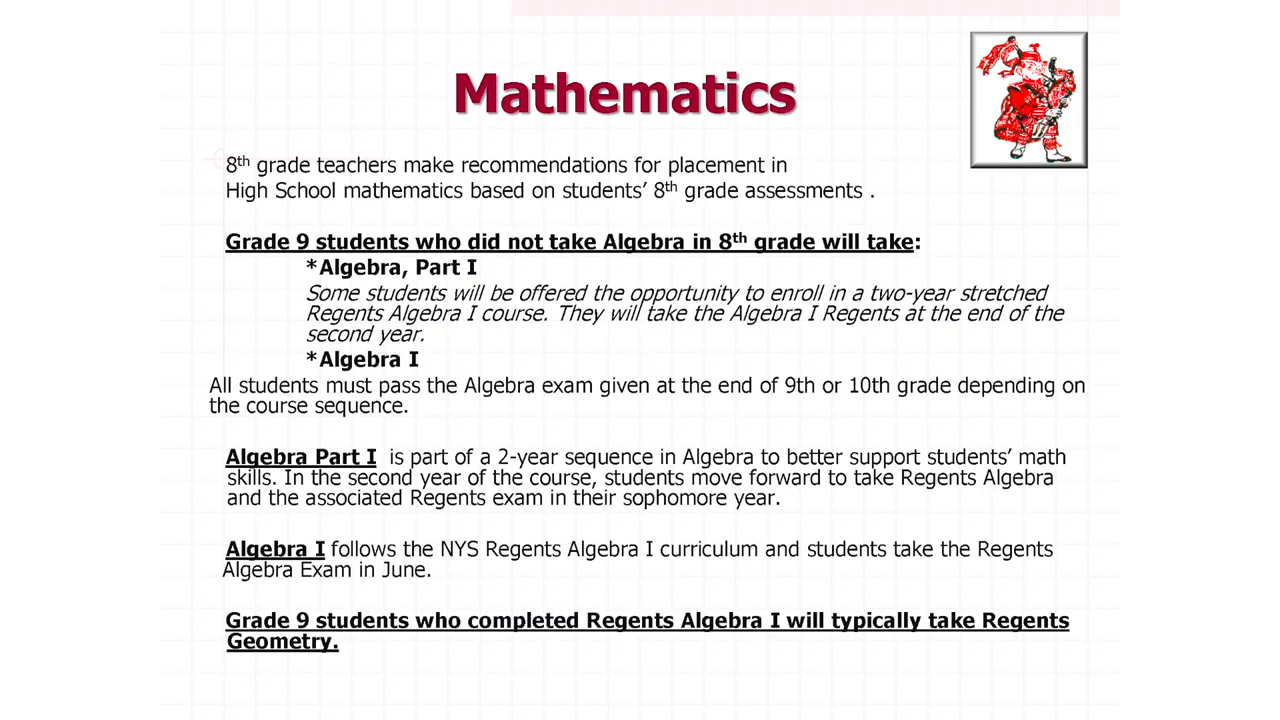 Mathematics
8th grade teachers make recommendations for placement in
High School mathematics based on students’ 8th grade assessments .
Grade 9 students who did not take Algebra in 8th grade will take:
*Algebra, Part I
Some students will be offered the opportunity to enroll in a two-year stretched
Regents Algebra I course. They will take the Algebra I Regents at the end of the
second year.
*Algebra I
All students must pass the Algebra exam given at the end of 9th or 10th grade depending on
the course sequence.
Algebra Part I is part of a 2-year sequence in Algebra to better support students’ math
skills. In the second year of the course, students move forward to take Regents Algebra
and the associated Regents exam in their sophomore year.
Algebra I follows the NYS Regents Algebra I curriculum and students take the Regents
Algebra Exam in June.
Grade 9 students who completed Regents Algebra I will typically take Regents
Geometry.